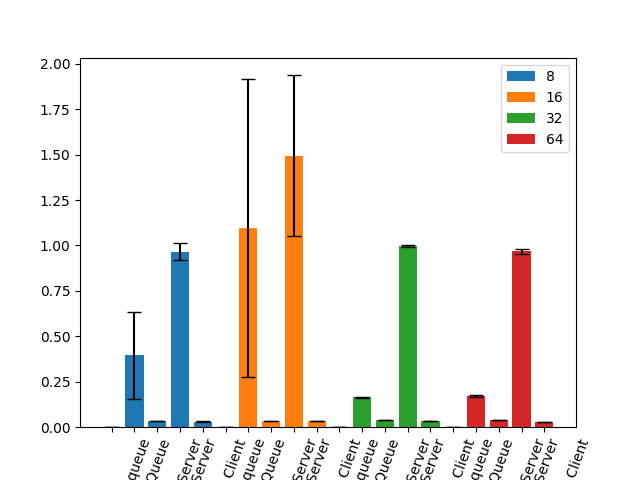 2.00
1.75
1.50
1.25
1.00
0.75
0.50
0.25
0.00
8
16
32
64
queue
Queue
Server
Server
Client
queue
Queue
Server
Server
Client
queue
Queue
Server
Server
Client
queue
Queue
Server
Server
Client